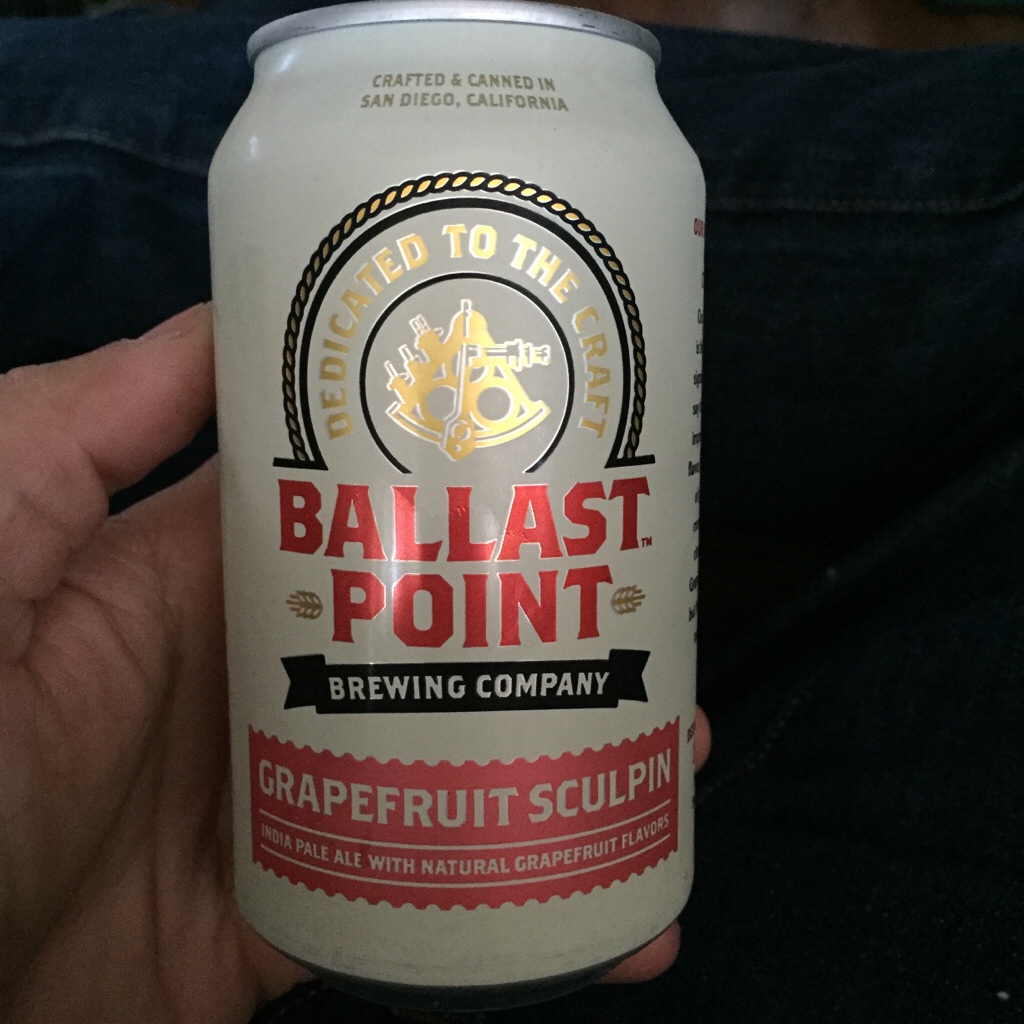 CRAFTED & CANNED IN
SAN DIEGO, CALIFORNIA
DEDICATED TO THE CRAFT
BALLAST
POINT
TM
BREWING COMPANY
GRAPEFRUIT SCULPIN
INDIA PALE ALE WITH NATURAL GRAPEFRUIT FLAVORS